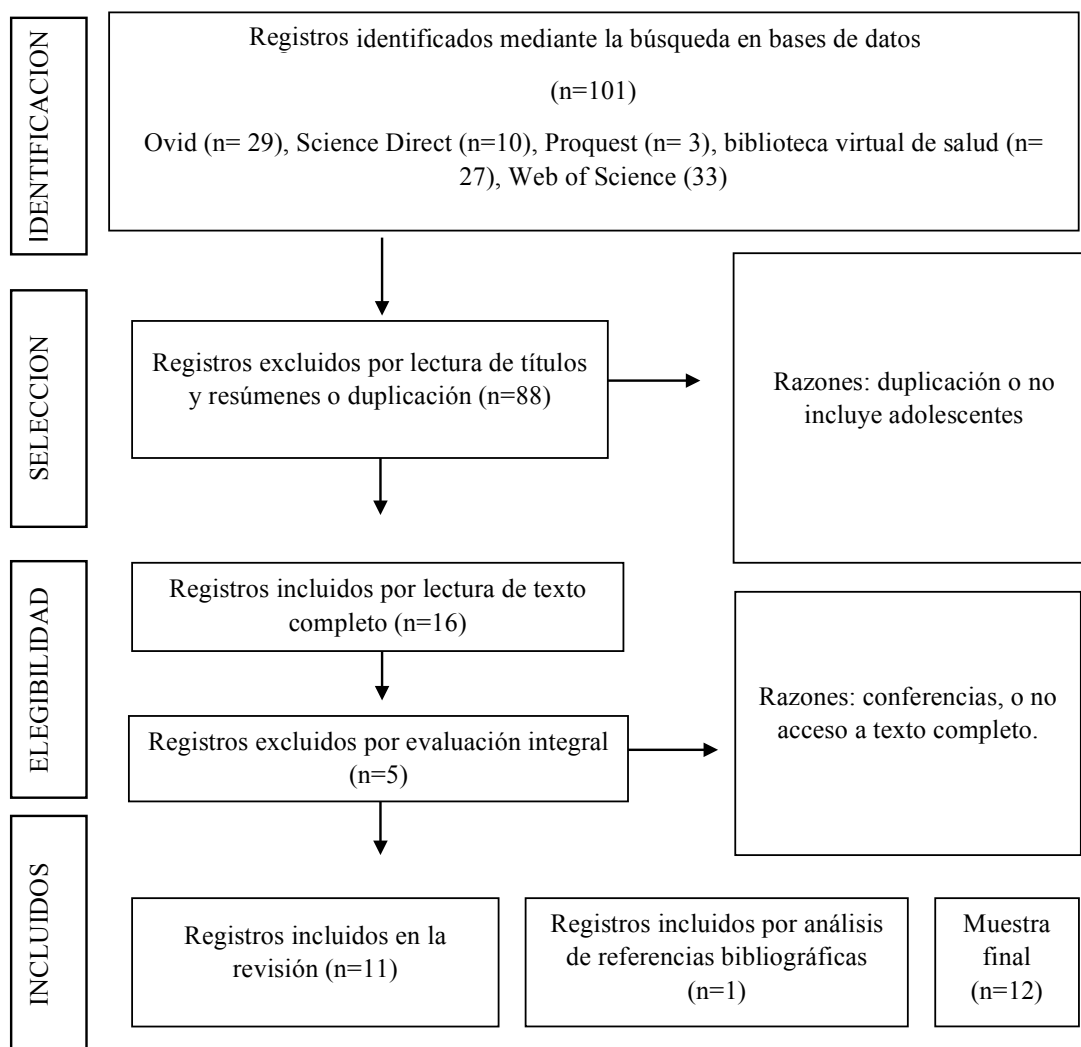 IDENTIFICACION
Registros identificados mediante la búsqueda en bases de datos
(n=101)
Ovid (n= 29), Science Direct (n=10), Proquest (n= 3), biblioteca virtual de salud (n=
27), Web of Science (33)
SELECCION
Registros excluidos por lectura de títulos
y resúmenes o duplicación (n=88)
Razones: duplicación o no
incluye adolescentes
ELEGIBILIDAD
Registros incluidos por lectura de texto
completo (n=16)
Registros excluidos por evaluación integral
(n=5)
Razones: conferencias, o no
acceso a texto completo.
INCLUIDOS
Registros incluidos en la
revisión (n=11)
Registros incluidos por análisis
de referencias bibliográficas
(n=1)
Muestra
final
(n=12)